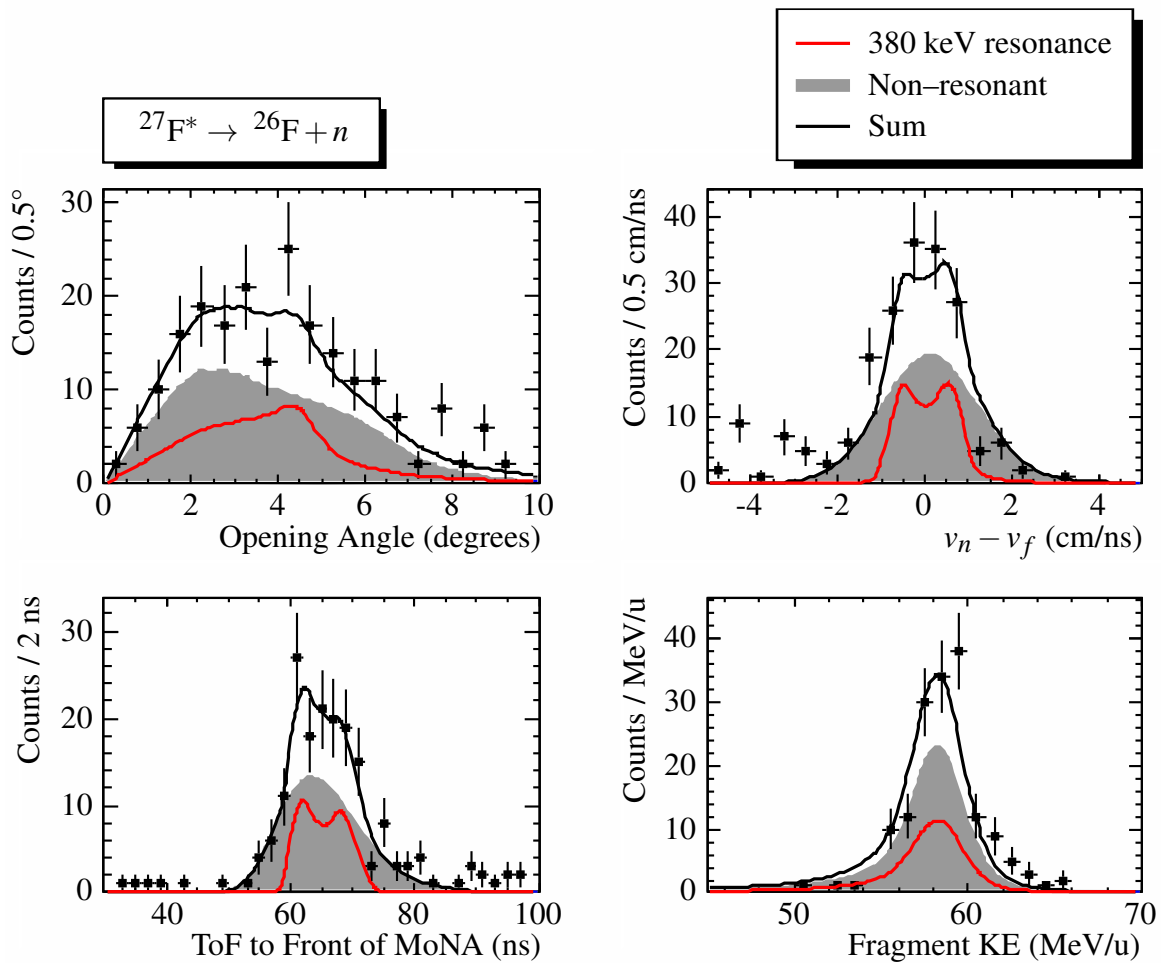 380 keV resonance
Non–resonant
Sum
²⁷F* → ²⁶F + n
Counts / 0.5°
0 10 20 30
0 2 4 6 8 10
Opening Angle (degrees)
Counts / 0.5 cm/ns
0 10 20 30 40
-4 -2 0 2 4
vₙ − v_f (cm/ns)
Counts / 2 ns
0 10 20 30
40 60 80 100
ToF to Front of MoNA (ns)
Counts / MeV/u
0 10 20 30 40
50 60 70
Fragment KE (MeV/u)